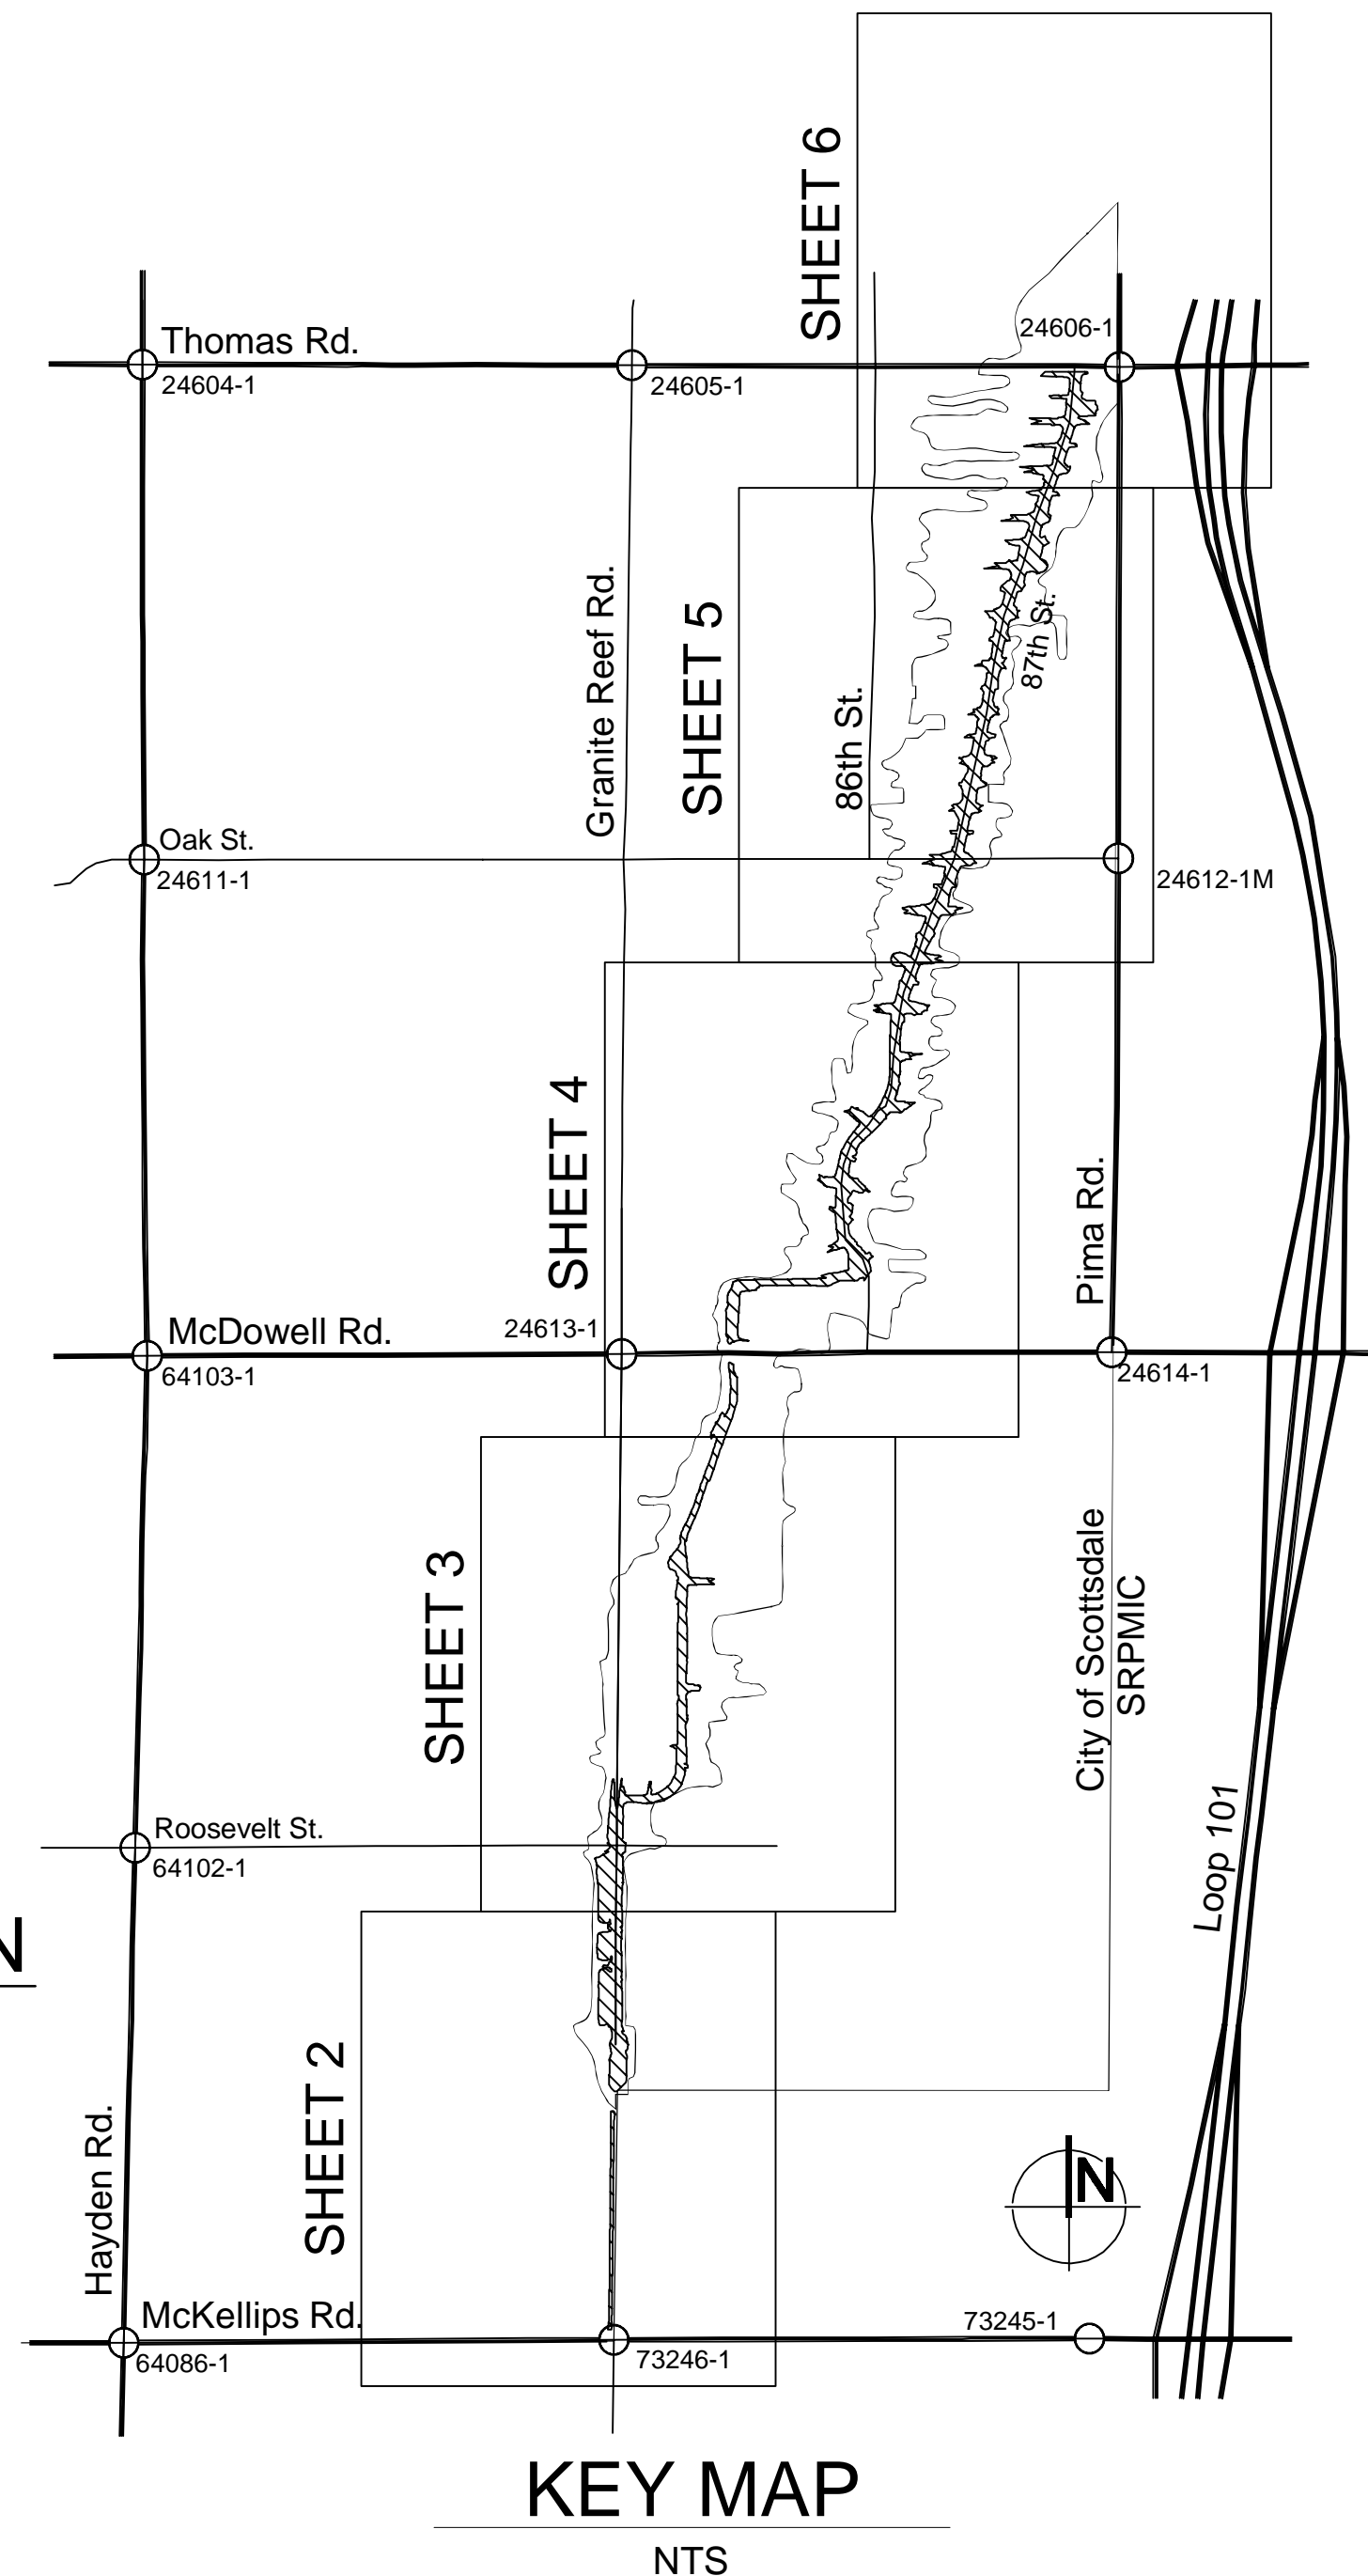 SHEET 6
24606-1
Thomas Rd.
24604-1
24605-1
Granite Reef Rd.
SHEET 5
87th St.
86th St.
Oak St.
24611-1
24612-1M
SHEET 4
Pima Rd.
McDowell Rd.
24613-1
64103-1
24614-1
SHEET 3
City of Scottsdale
SRPMIC
Loop 101
Roosevelt St.
64102-1
N
SHEET 2
Hayden Rd.
N
McKellips Rd.
73245-1
64086-1
73246-1
KEY MAP
NTS